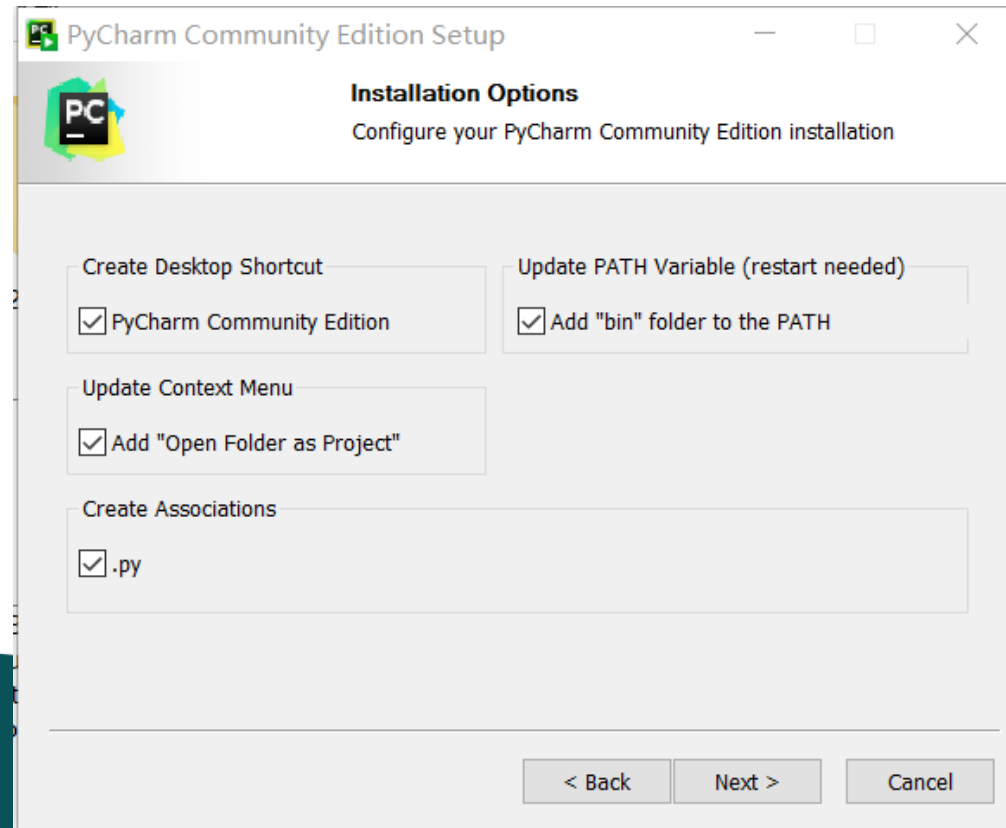 PyCharm Community Edition Setup
PC
Installation Options
Configure your PyCharm Community Edition installation
Create Desktop Shortcut
PyCharm Community Edition
Update PATH Variable (restart needed)
Add "bin" folder to the PATH
Update Context Menu
Add "Open Folder as Project"
Create Associations
.py
< Back
Next >
Cancel